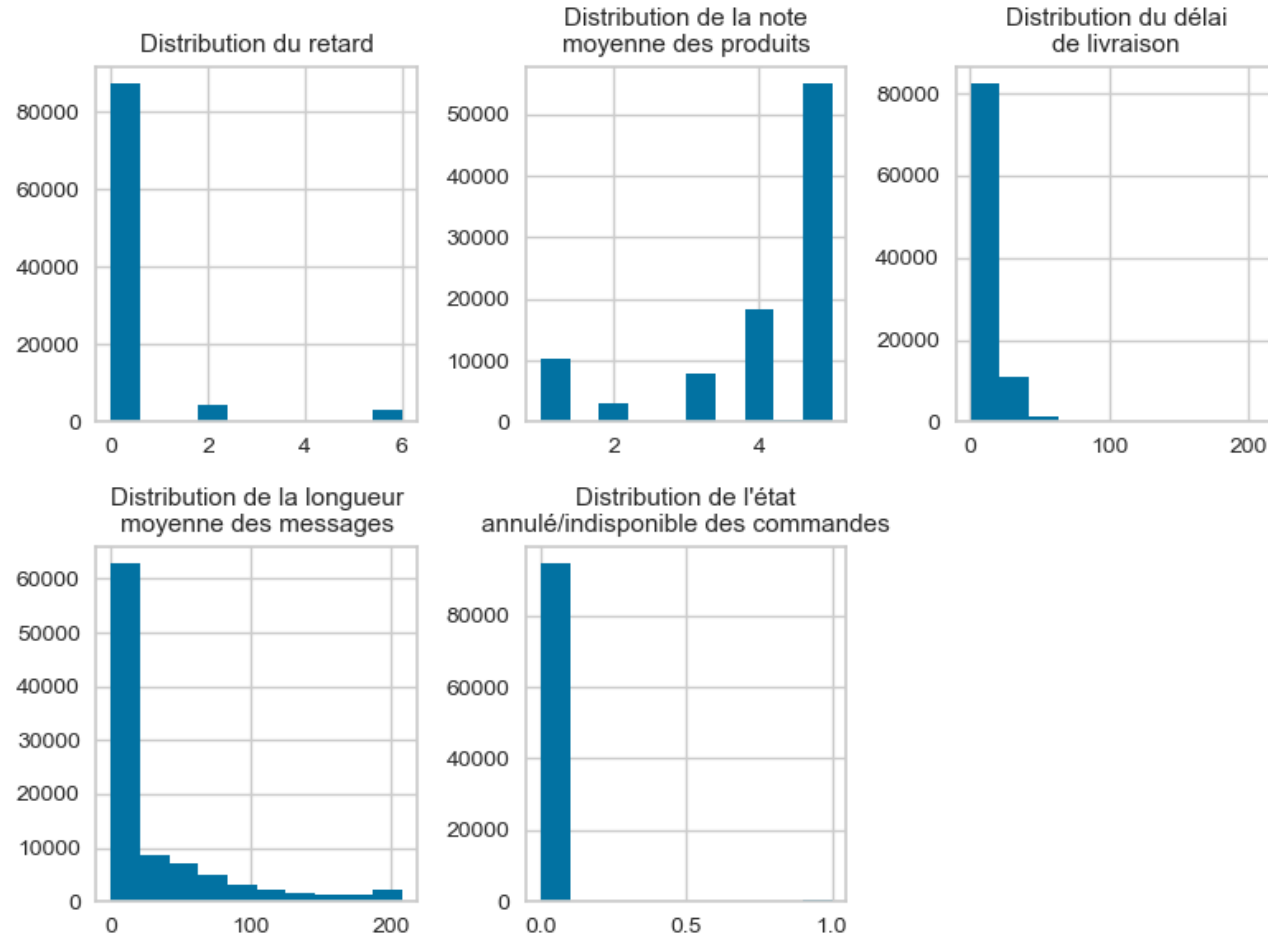 Distribution du retard
80000
60000
40000
20000
0
0 2 4 6
Distribution de la note
moyenne des produits
50000
40000
30000
20000
10000
0
2 4
Distribution du délai
de livraison
80000
60000
40000
20000
0
0 100 200
Distribution de la longueur
moyenne des messages
60000
50000
40000
30000
20000
10000
0
0 100 200
Distribution de l'état
annulé/indisponible des commandes
80000
60000
40000
20000
0
0.0 0.5 1.0